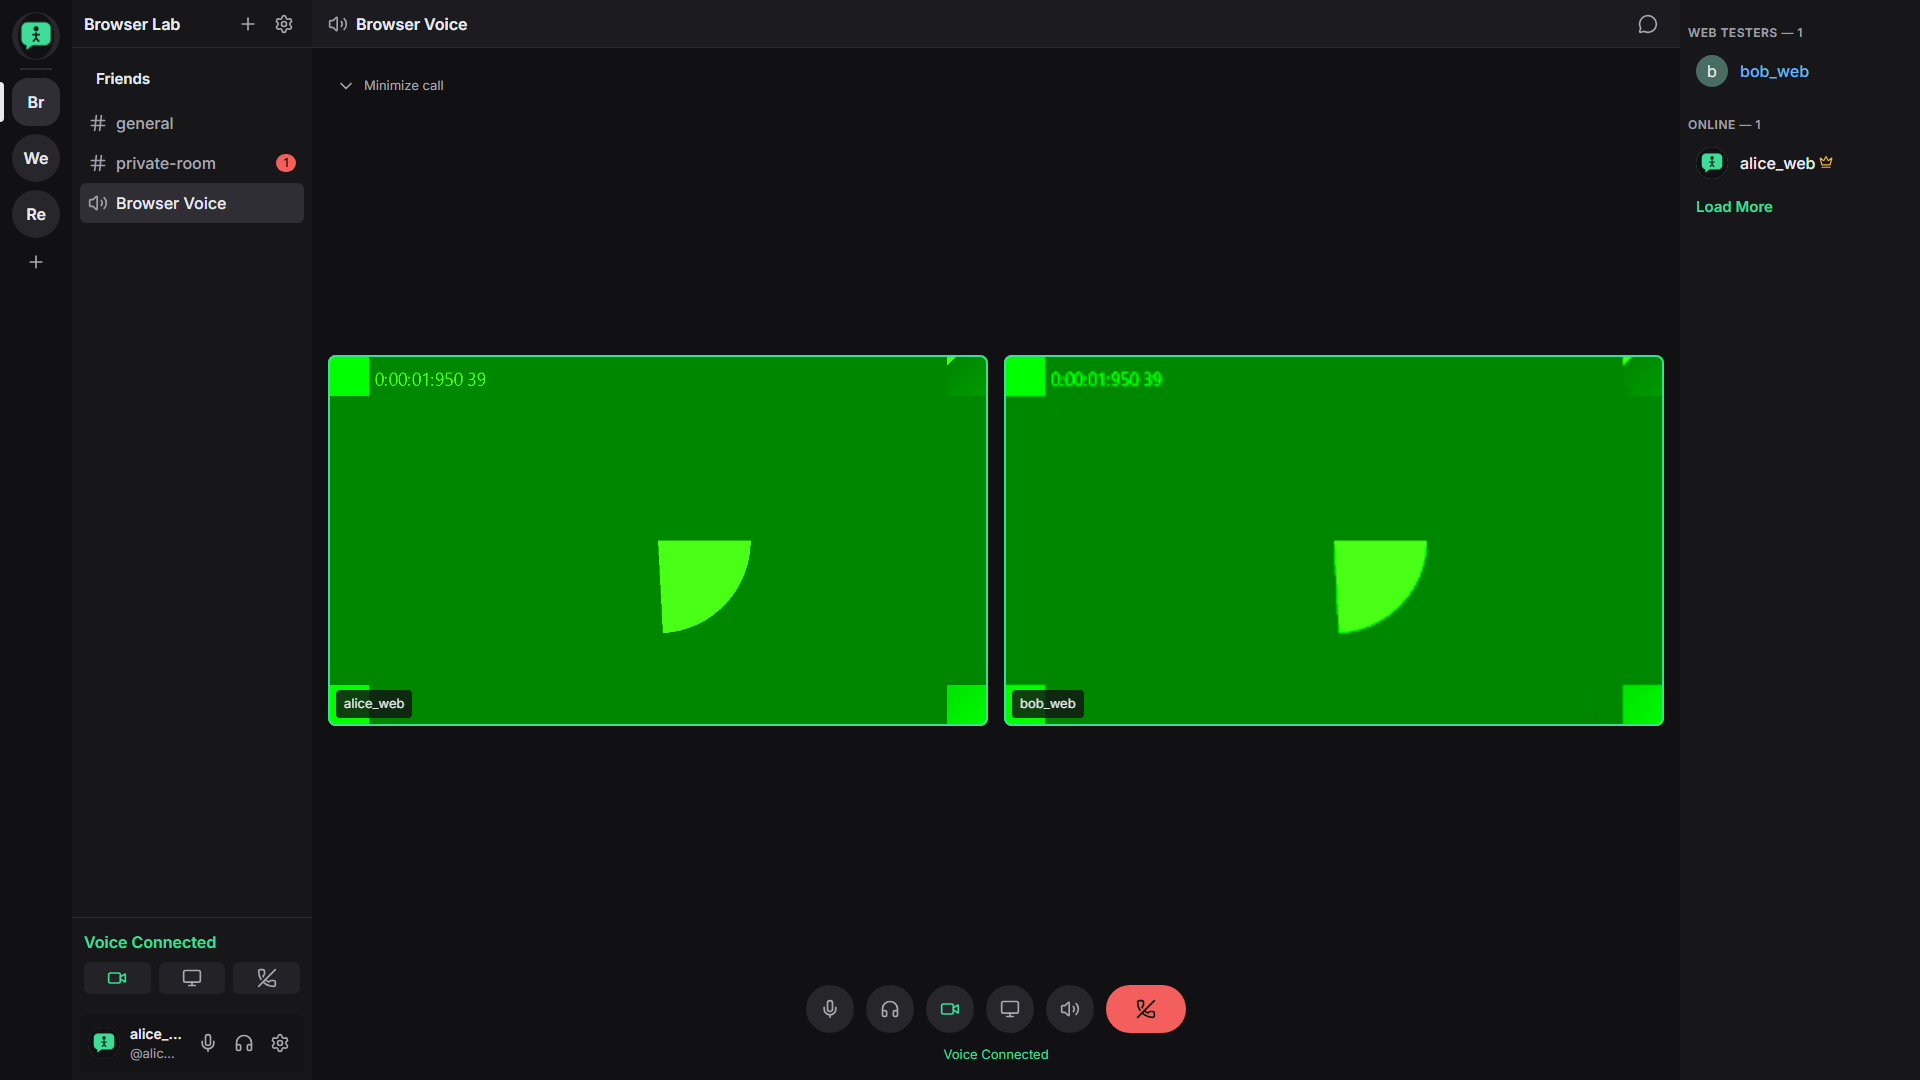 Browser Lab
Br
We
Re
Friends
general
private-room
1
Browser Voice
Voice Connected
alice_...
@alic...
Browser Voice
Minimize call
0:00:01:950 39
alice_web
0:00:01:950 39
bob_web
Voice Connected
WEB TESTERS — 1
b
bob_web
ONLINE — 1
alice_web
Load More